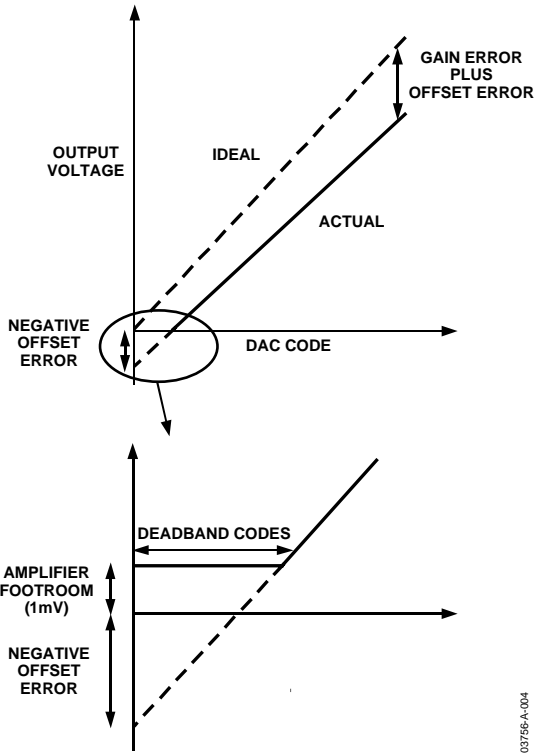 GAIN ERROR
PLUS
OFFSET ERROR
OUTPUT
VOLTAGE
IDEAL
ACTUAL
NEGATIVE
OFFSET
ERROR
DAC CODE
DEADBAND CODES
AMPLIFIER
FOOTROOM
(1mV)
NEGATIVE
OFFSET
ERROR
03756-A-004